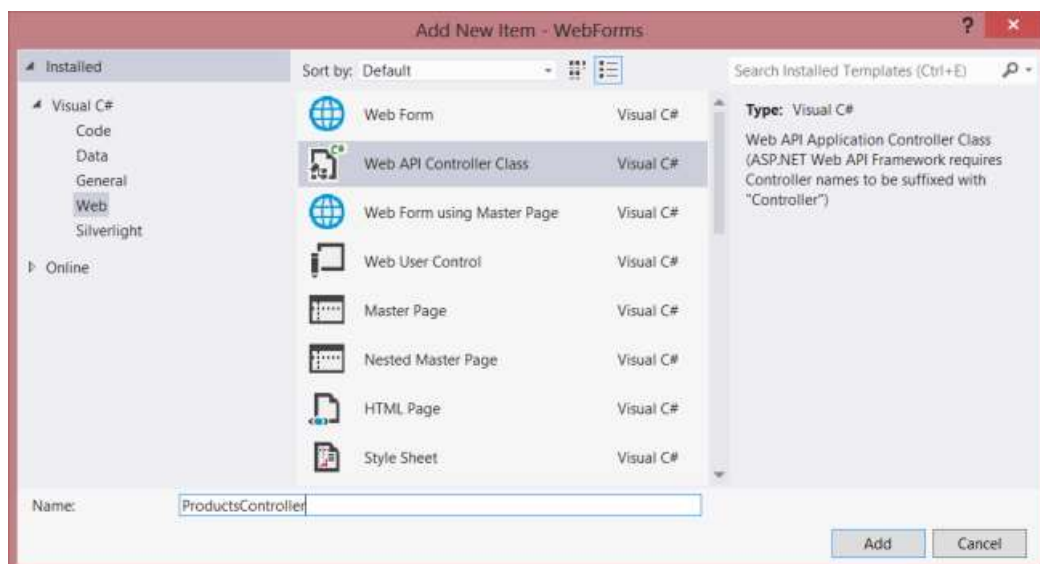 Add New Item - WebForms
? ×
Installed
Sort by: Default
Search Installed Templates (Ctrl+E)
Visual C#
Code
Data
General
Web
Silverlight
Online
Web Form Visual C#
Web API Controller Class Visual C#
Web Form using Master Page Visual C#
Web User Control Visual C#
Master Page Visual C#
Nested Master Page Visual C#
HTML Page Visual C#
Style Sheet Visual C#
Type: Visual C#
Web API Application Controller Class
(ASP.NET Web API Framework requires
Controller names to be suffixed with
"Controller")
Name: ProductsController
Add Cancel